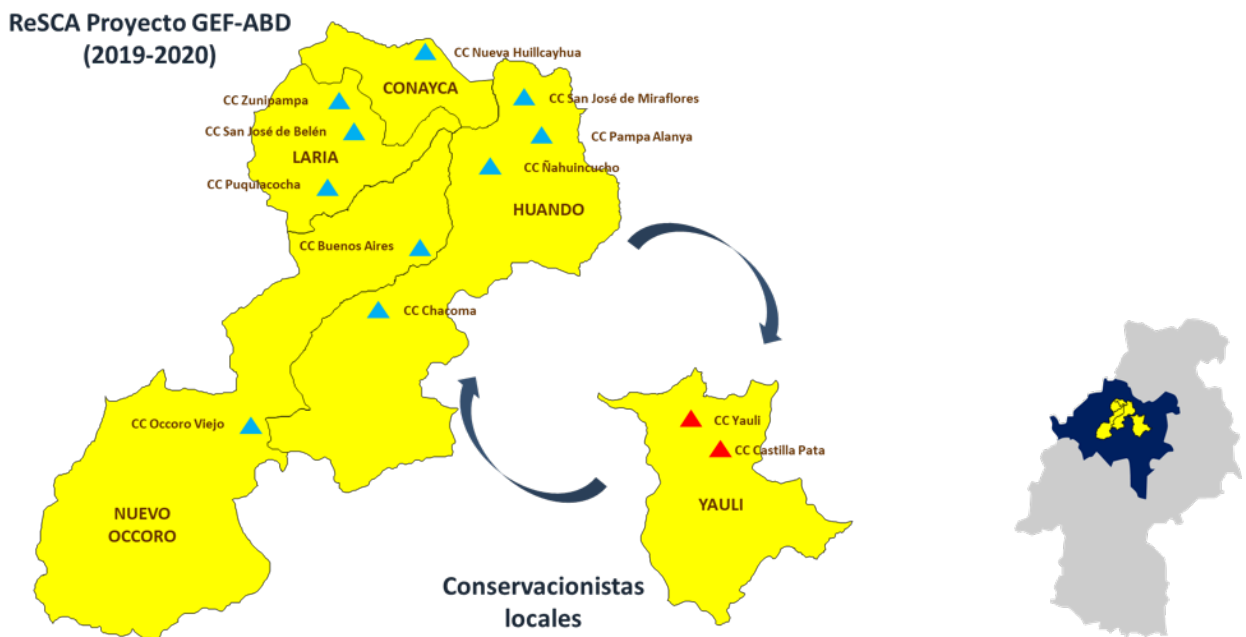 ReSCA Proyecto GEF-ABD
(2019-2020)
CC Nueva Huillcayhua
CONAYCA
CC Zunipampa
CC San José de Miraflores
CC San José de Belén
CC Pampa Alanya
LARIA
CC Ñahuincucho
CC Puquiacocha
HUANDO
CC Buenos Aires
CC Chacoma
CC Occoro Viejo
CC Yauli
CC Castilla Pata
NUEVO
OCCORO
YAULI
Conservacionistas
locales